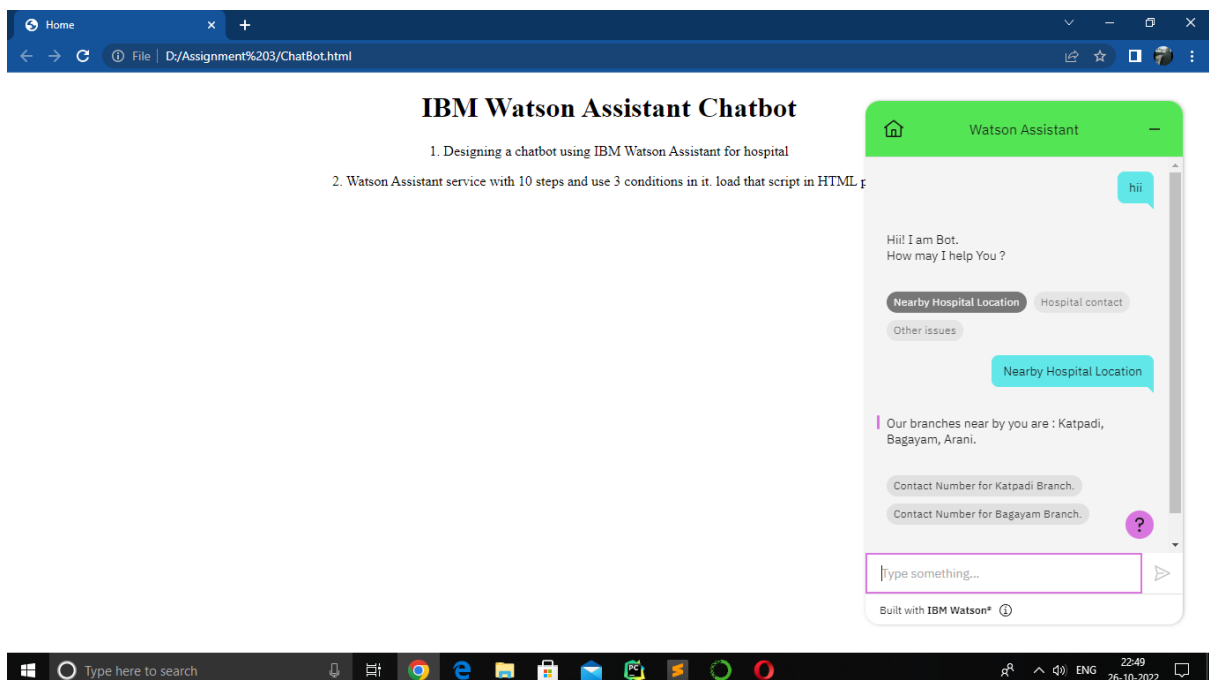 Home
File | D:/Assignment%203/ChatBot.html
IBM Watson Assistant Chatbot
1. Designing a chatbot using IBM Watson Assistant for hospital
2. Watson Assistant service with 10 steps and use 3 conditions in it. load that script in HTML p
Watson Assistant
hii
Hii! I am Bot.
How may I help You ?
Nearby Hospital Location
Hospital contact
Other issues
Nearby Hospital Location
Our branches near by you are : Katpadi,
Bagayam, Arani.
Contact Number for Katpadi Branch.
Contact Number for Bagayam Branch.
?
Type something...
Built with IBM Watson®
Type here to search
PC
ENG
22:49
26-10-2022